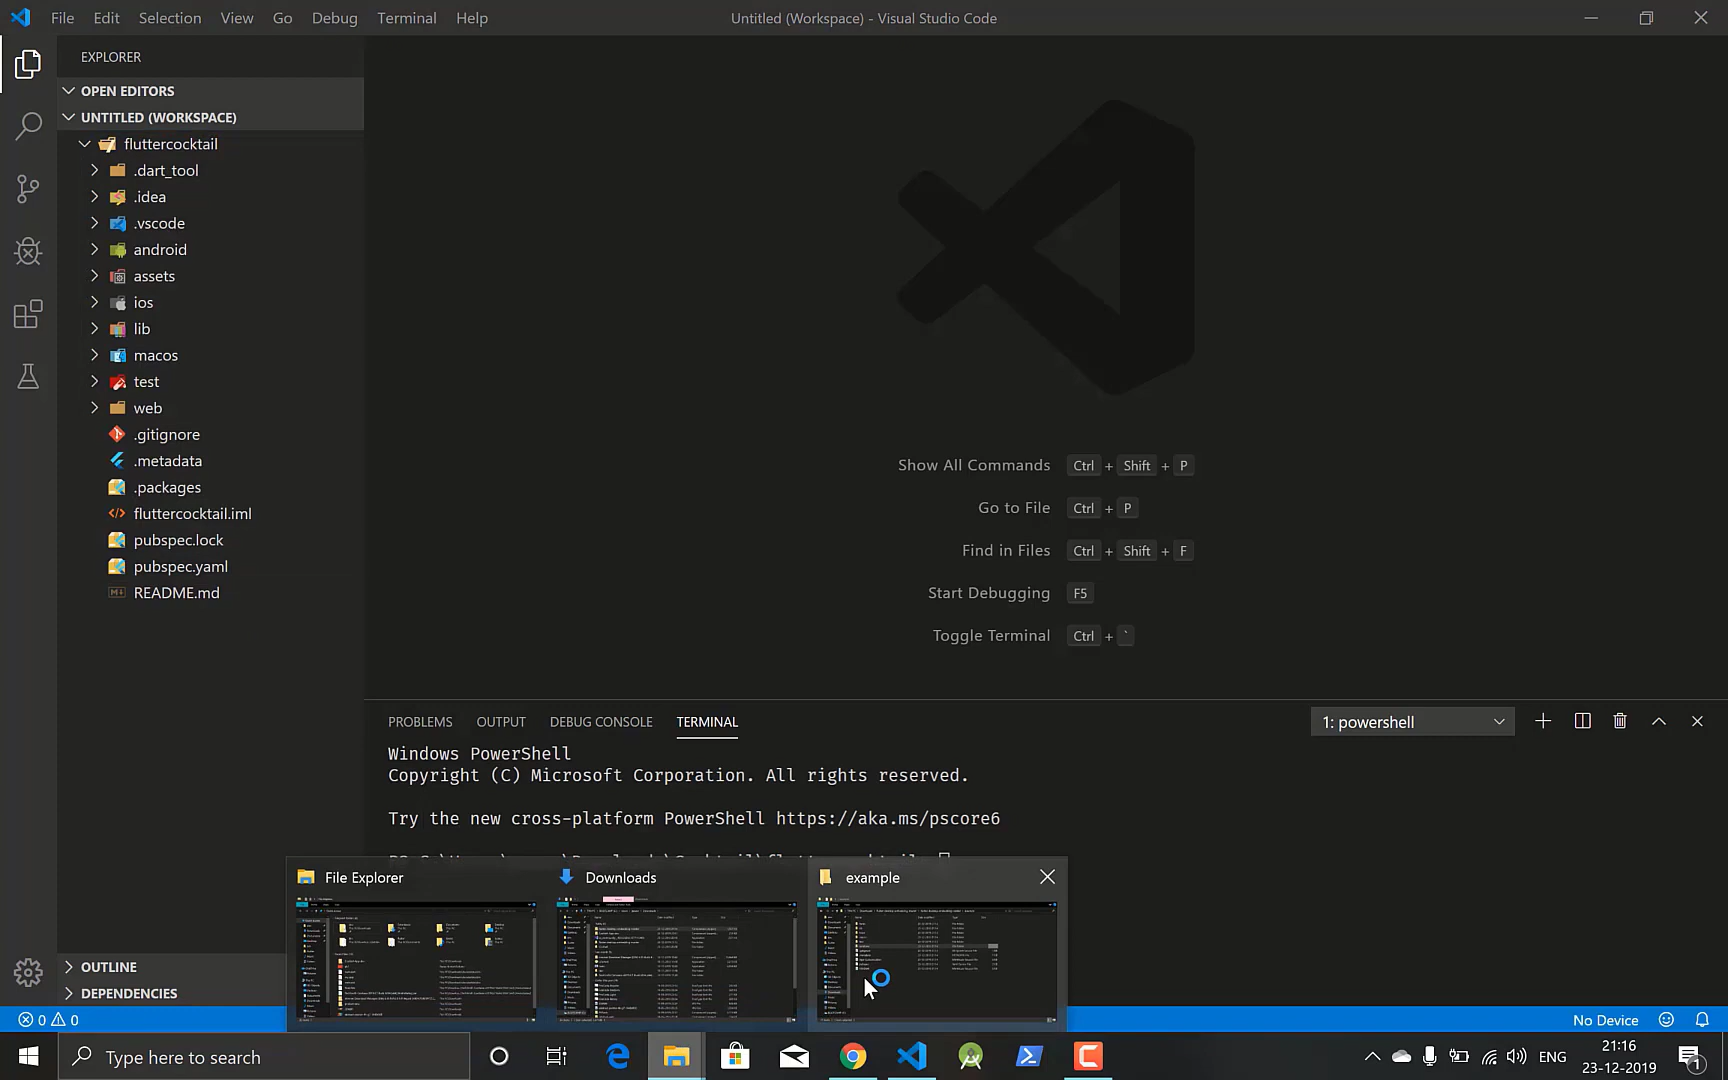 File Edit Selection View Go Debug Terminal Help
Untitled (Workspace) - Visual Studio Code
EXPLORER
OPEN EDITORS
UNTITLED (WORKSPACE)
fluttercocktail
.dart_tool
.idea
.vscode
android
assets
ios
lib
macos
test
web
.gitignore
.metadata
.packages
fluttercocktail.iml
pubspec.lock
pubspec.yaml
README.md
OUTLINE
DEPENDENCIES
Show All Commands Ctrl + Shift + P
Go to File Ctrl + P
Find in Files Ctrl + Shift + F
Start Debugging F5
Toggle Terminal Ctrl + `
PROBLEMS OUTPUT DEBUG CONSOLE TERMINAL
1: powershell
Windows PowerShell
Copyright (C) Microsoft Corporation. All rights reserved.
Try the new cross-platform PowerShell https://aka.ms/pscore6
File Explorer
Downloads
example
0 0
No Device
Type here to search
ENG
21:16
23-12-2019
1